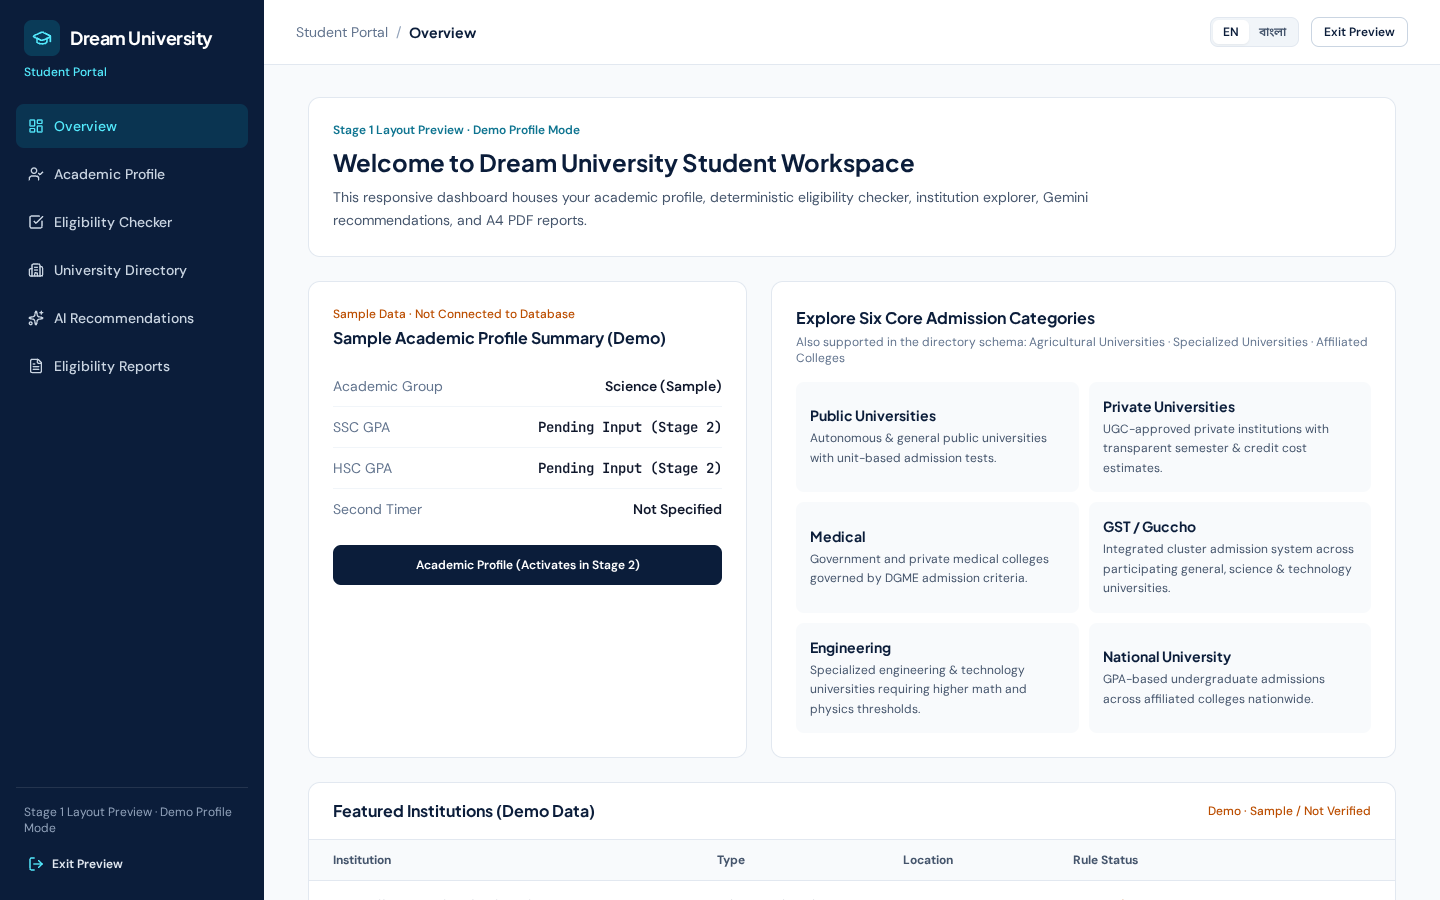 Dream University
Student Portal
Overview
Academic Profile
Eligibility Checker
University Directory
AI Recommendations
Eligibility Reports
Stage 1 Layout Preview · Demo Profile
Mode
Exit Preview
Student Portal / Overview
EN বাংলা Exit Preview
Stage 1 Layout Preview · Demo Profile Mode
Welcome to Dream University Student Workspace
This responsive dashboard houses your academic profile, deterministic eligibility checker, institution explorer, Gemini
recommendations, and A4 PDF reports.
Sample Data · Not Connected to Database
Sample Academic Profile Summary (Demo)
Academic Group Science (Sample)
SSC GPA Pending Input (Stage 2)
HSC GPA Pending Input (Stage 2)
Second Timer Not Specified
Academic Profile (Activates in Stage 2)
Explore Six Core Admission Categories
Also supported in the directory schema: Agricultural Universities · Specialized Universities · Affiliated
Colleges
Public Universities
Autonomous & general public universities
with unit-based admission tests.
Private Universities
UGC-approved private institutions with
transparent semester & credit cost
estimates.
Medical
Government and private medical colleges
governed by DGME admission criteria.
GST / Guccho
Integrated cluster admission system across
participating general, science & technology
universities.
Engineering
Specialized engineering & technology
universities requiring higher math and
physics thresholds.
National University
GPA-based undergraduate admissions
across affiliated colleges nationwide.
Featured Institutions (Demo Data)
Demo · Sample / Not Verified
Institution Type Location Rule Status